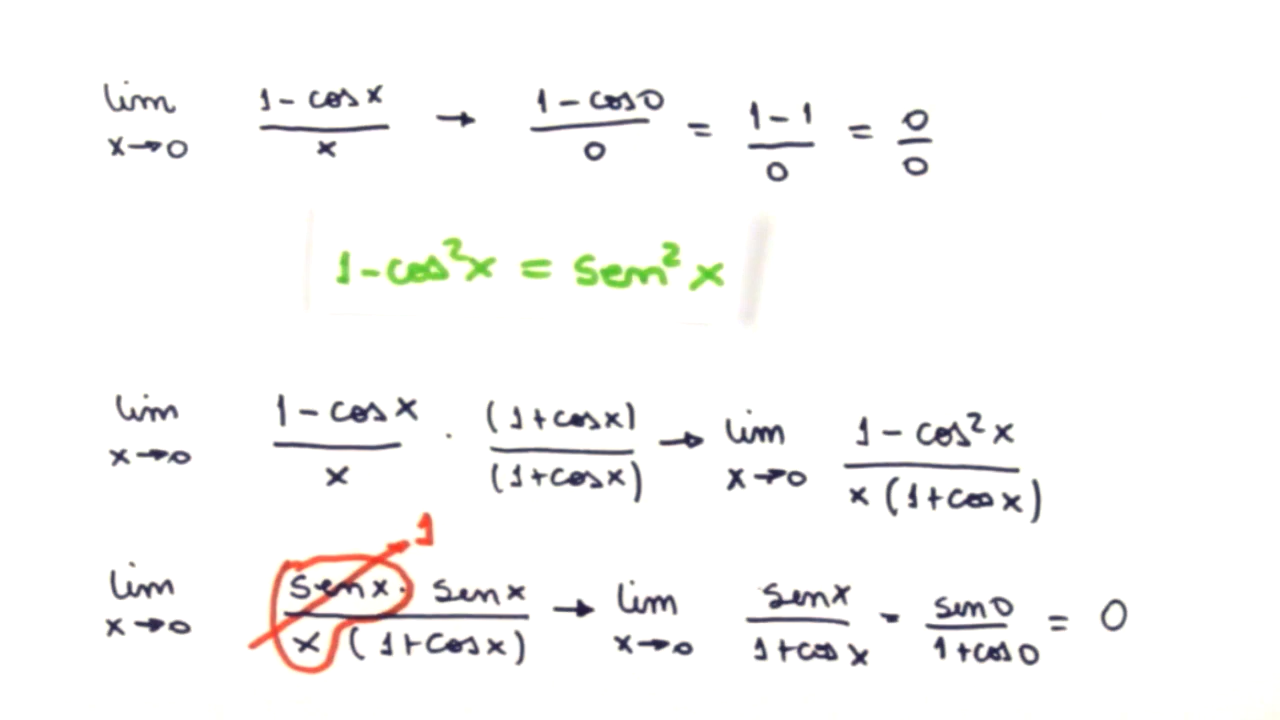 lim x→0 (1 - cos x)/x → (1 - cos 0)/0 = (1 - 1)/0 = 0/0
1 - cos²x = sen²x
lim x→0 (1 - cos x)/x · (1 + cos x)/(1 + cos x) → lim x→0 (1 - cos²x)/(x (1 + cos x))
1
lim x→0 (sen x · sen x)/(x (1 + cos x)) → lim x→0 sen x/(1 + cos x) - sen 0/(1 + cos 0) = 0